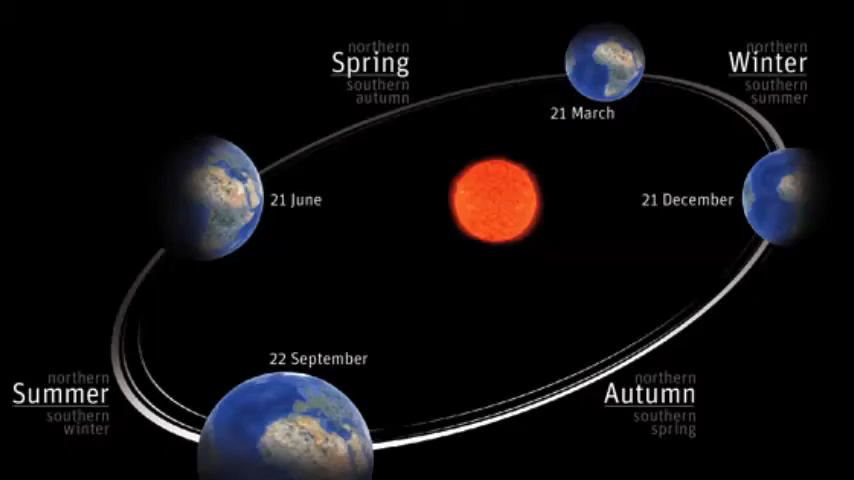 northern
Spring
southern
autumn
northern
Winter
southern
summer
21 March
21 June
21 December
22 September
northern
Summer
southern
winter
northern
Autumn
southern
spring